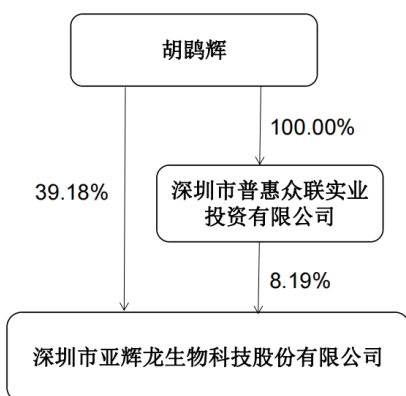 胡鹍辉
100.00%
39.18%
深圳市普惠众联实业
投资有限公司
8.19%
深圳市亚辉龙生物科技股份有限公司